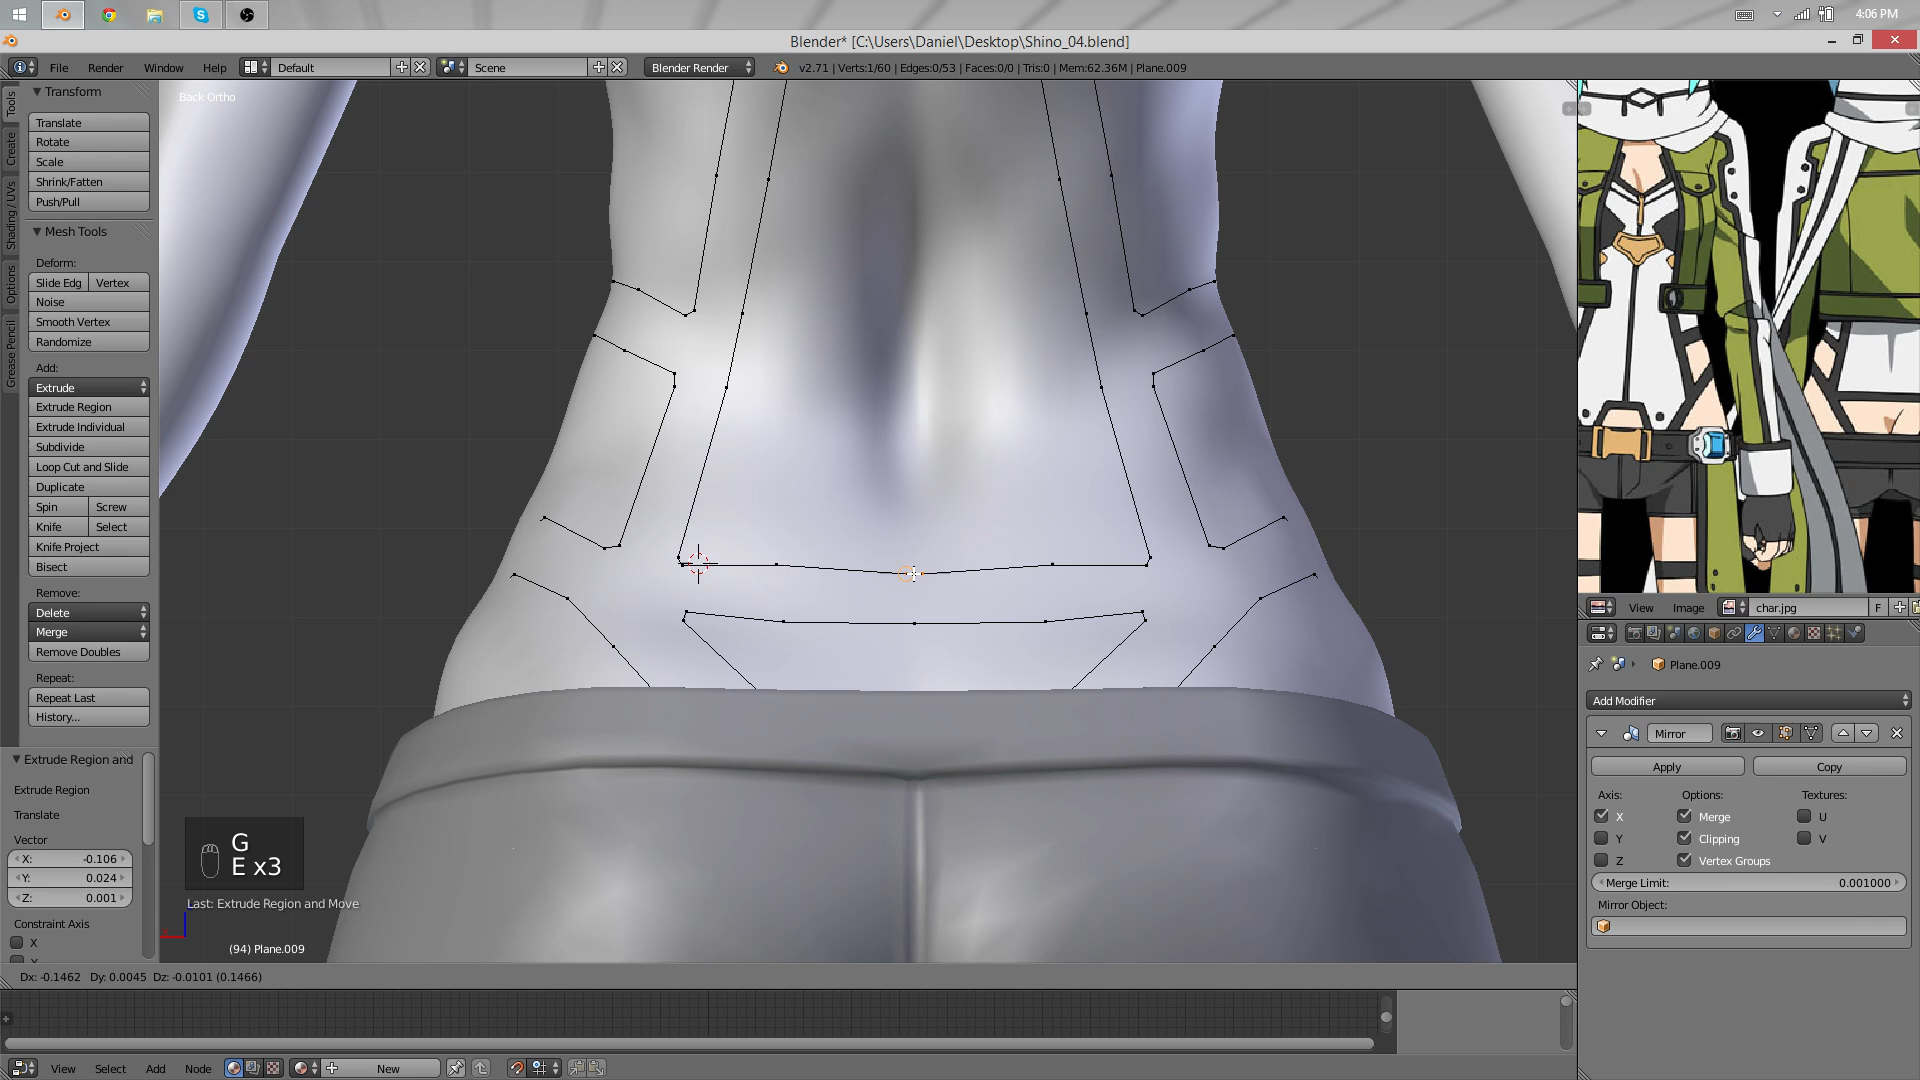 4:06 PM
Blender* [C:\Users\Daniel\Desktop\Shino_04.blend]
File Render Window Help Default Scene Blender Render v2.71 | Verts:1/60 | Edges:0/53 | Faces:0/0 | Tris:0 | Mem:62.36M | Plane.009
Tools
Create
Shading / UVs
Options
Grease Pencil
Transform
Translate
Rotate
Scale
Shrink/Fatten
Push/Pull
Mesh Tools
Deform:
Slide Edg Vertex
Noise
Smooth Vertex
Randomize
Add:
Extrude
Extrude Region
Extrude Individual
Subdivide
Loop Cut and Slide
Duplicate
Spin Screw
Knife Select
Knife Project
Bisect
Remove:
Delete
Merge
Remove Doubles
Repeat:
Repeat Last
History...
Extrude Region and
Extrude Region
Translate
Vector
X: -0.106
Y: 0.024
Z: 0.001
Constraint Axis
X
Back Ortho
G
E x3
Last: Extrude Region and Move
(94) Plane.009
Dx: -0.1462 Dy: 0.0045 Dz: -0.0101 (0.1466)
View Image char.jpg F
Plane.009
Add Modifier
Mirror
Apply Copy
Axis: Options: Textures:
X Merge U
Y Clipping V
Z Vertex Groups
Merge Limit: 0.001000
Mirror Object:
View Select Add Node New